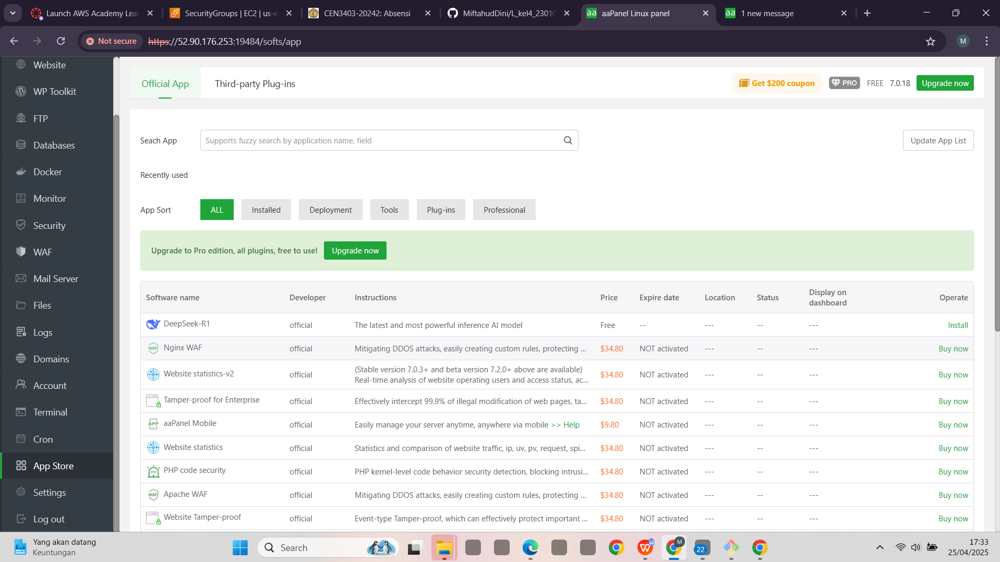 Launch AWS Academy Lea
SecurityGroups | EC2 | us-e
CEN3403-20242: Absensi
MiftahudDini/L_kel4_2301
aaPanel Linux panel
1 new message
Not secure
https://52.90.176.253:19484/softs/app
M
Website
WP Toolkit
FTP
Databases
Docker
Monitor
Security
WAF
Mail Server
Files
Logs
Domains
Account
Terminal
Cron
App Store
Settings
Log out
Official App
Third-party Plug-ins
Get $200 coupon
PRO
FREE
7.0.18
Upgrade now
Seach App
Supports fuzzy search by application name, field
Update App List
Recently used
App Sort
ALL
Installed
Deployment
Tools
Plug-ins
Professional
Upgrade to Pro edition, all plugins, free to use!
Upgrade now
Software name Developer Instructions Price Expire date Location Status Display on dashboard Operate
DeepSeek-R1 official The latest and most powerful inference AI model Free -- --- -- --- Install
Nginx WAF official Mitigating DDOS attacks, easily creating custom rules, protecting ... $34.80 NOT activated --- -- --- Buy now
Website statistics-v2 official (Stable version 7.0.3+ and beta version 7.2.0+ above are available)
Real-time analysis of website operating users and access status, ac... $34.80 NOT activated --- -- --- Buy now
Tamper-proof for Enterprise official Effectively intercept 99.9% of illegal modification of web pages, ta... $34.80 NOT activated --- -- --- Buy now
aaPanel Mobile official Easily manage your server anytime, anywhere via mobile >> Help $9.80 NOT activated --- -- --- Buy now
Website statistics official Statistics and comparison of website traffic, ip, uv, pv, request, spi... $34.80 NOT activated --- -- --- Buy now
PHP code security official PHP kernel-level code behavior security detection, blocking intrusi... $34.80 NOT activated --- -- --- Buy now
Apache WAF official Mitigating DDOS attacks, easily creating custom rules, protecting ... $34.80 NOT activated --- -- --- Buy now
Website Tamper-proof official Event-type Tamper-proof, which can effectively protect important ... $34.80 NOT activated --- -- --- Buy now
Yang akan datang
Keuntungan
Search
22
17:33
25/04/2025